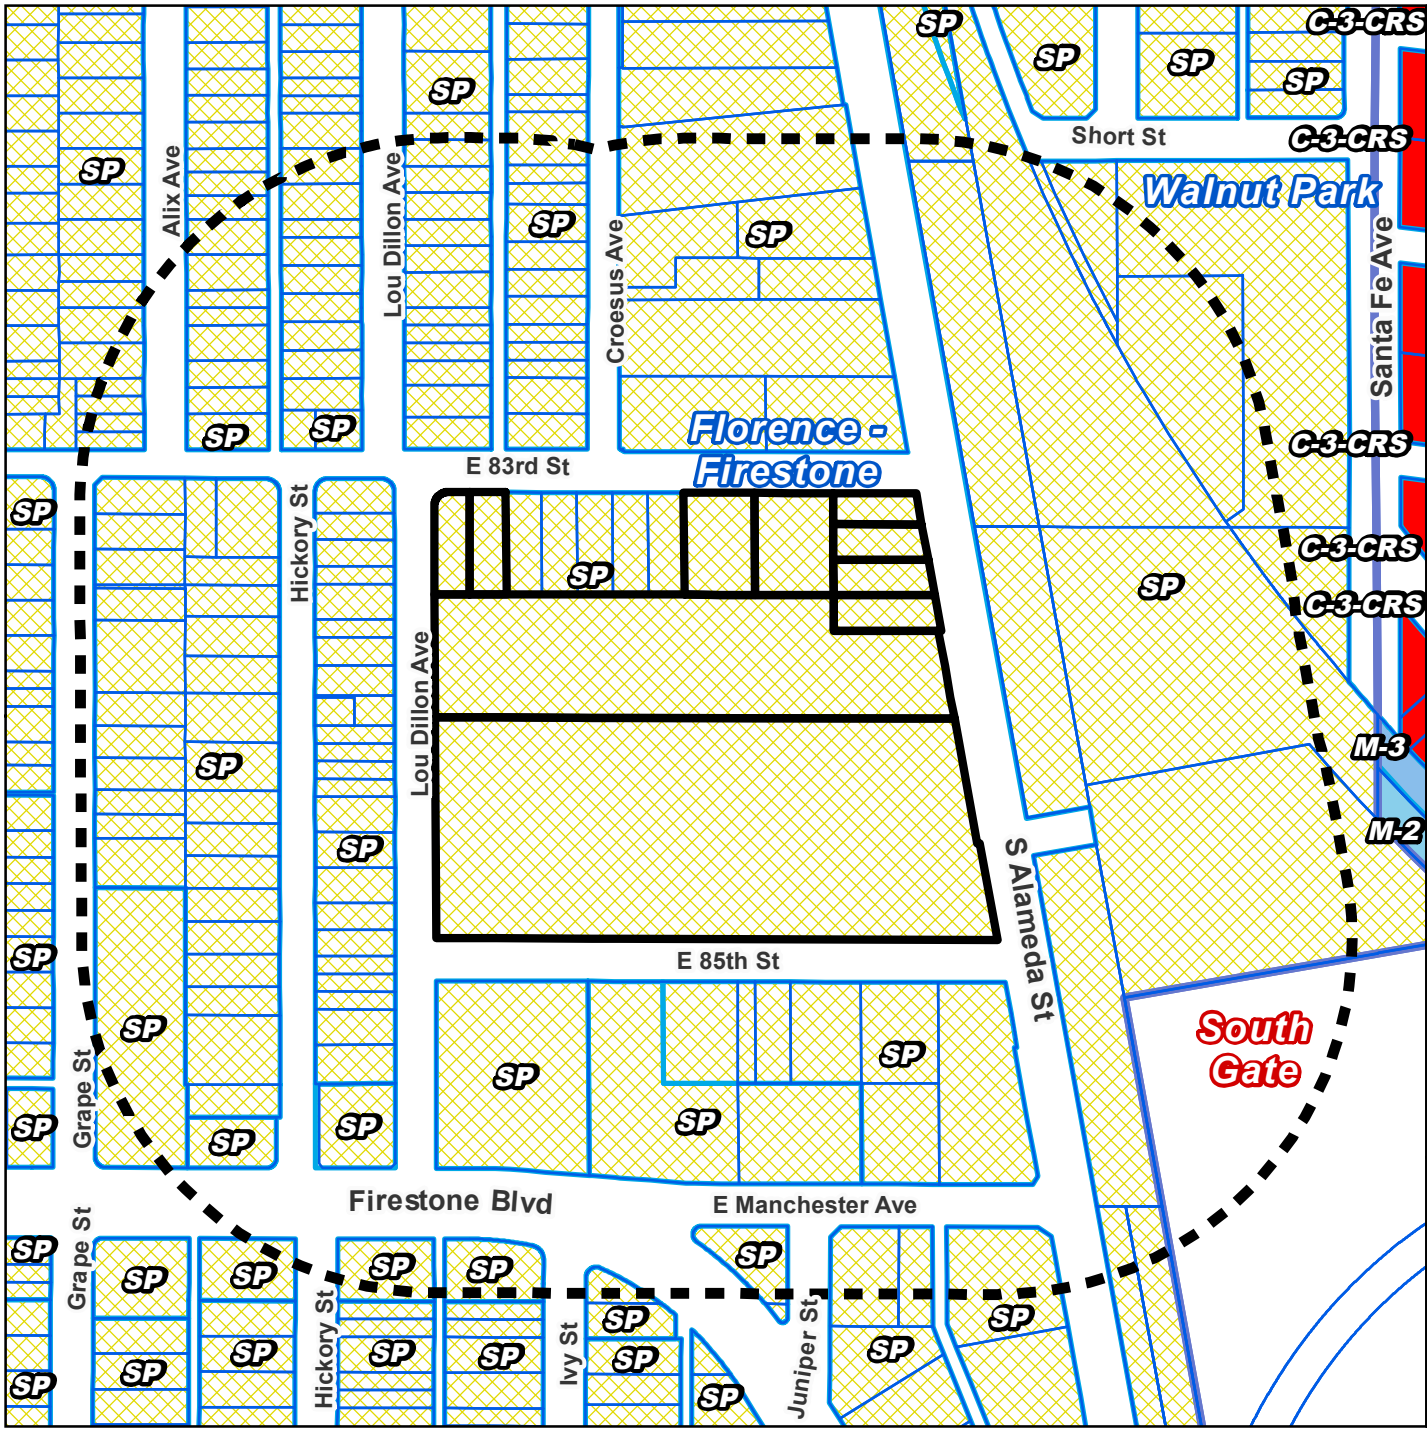 SP
C-3-CRS
SP
SP
SP
SP
Short St
C-3-CRS
SP
Alix Ave
Lou Dillon Ave
Walnut Park
SP
SP
Croesus Ave
Santa Fe Ave
SP
SP
Florence -
Firestone
C-3-CRS
E 83rd St
SP
Hickory St
C-3-CRS
SP
SP
C-3-CRS
Lou Dillon Ave
SP
M-3
M-2
SP
S Alameda St
SP
E 85th St
SP
South
Gate
SP
SP
Grape St
SP
SP
SP
SP
SP
Firestone Blvd
E Manchester Ave
Grape St
SP
SP
SP
SP
SP
SP
Hickory St
SP
SP
Juniper St
Ivy St
SP
SP
SP
SP
SP
SP
SP
SP